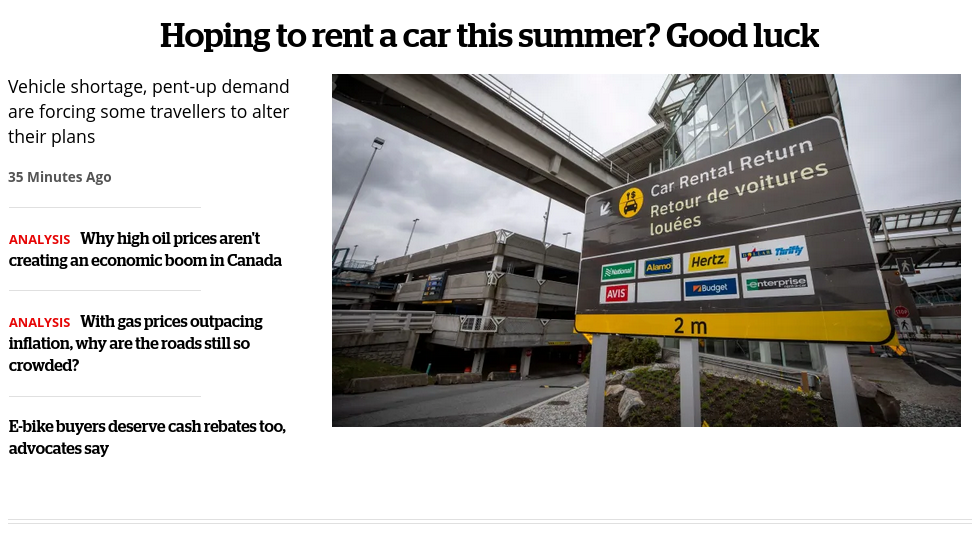 Hoping to rent a car this summer? Good luck
Vehicle shortage, pent-up demand
are forcing some travellers to alter
their plans
35 Minutes Ago
ANALYSIS Why high oil prices aren't
creating an economic boom in Canada
ANALYSIS With gas prices outpacing
inflation, why are the roads still so
crowded?
E-bike buyers deserve cash rebates too,
advocates say
Car Rental Return
Retour de voitures
louées
National Alamo Hertz DOLLAR Thrifty
AVIS Budget enterprise
2 m
STOP